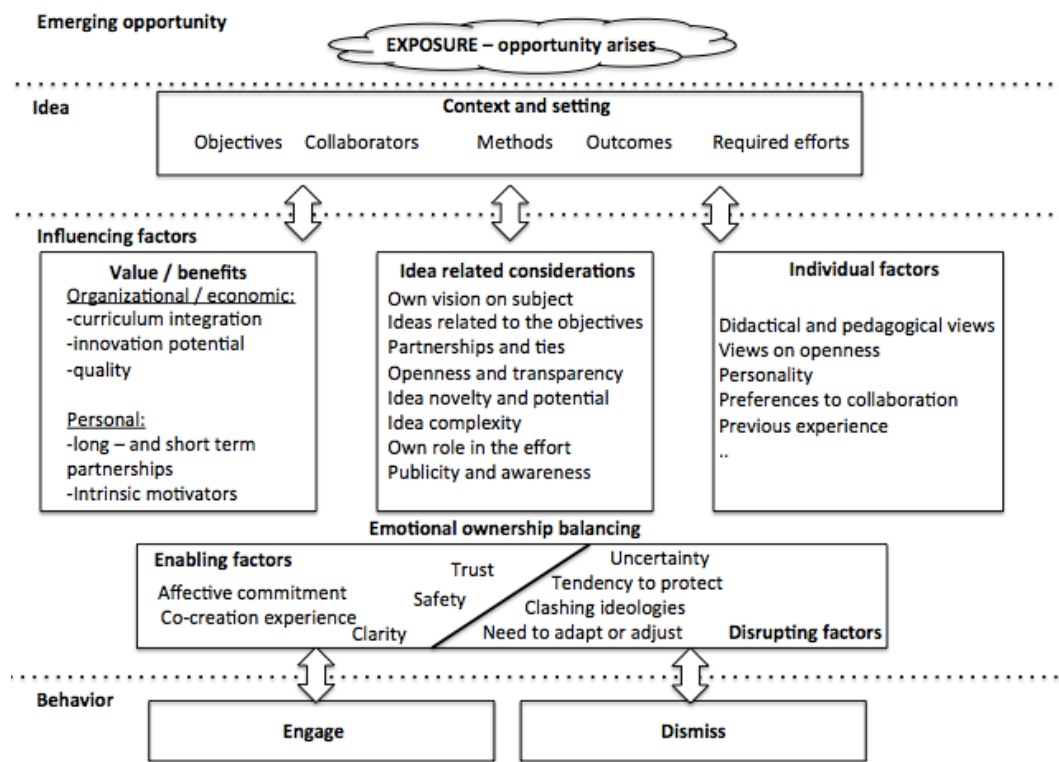 Emerging opportunity
EXPOSURE – opportunity arises
Idea
Context and setting
Objectives Collaborators Methods Outcomes Required efforts
Influencing factors
Value / benefits
Organizational / economic:
-curriculum integration
-innovation potential
-quality
Personal:
-long – and short term
partnerships
-Intrinsic motivators
Idea related considerations
Own vision on subject
Ideas related to the objectives
Partnerships and ties
Openness and transparency
Idea novelty and potential
Idea complexity
Own role in the effort
Publicity and awareness
Individual factors
Didactical and pedagogical views
Views on openness
Personality
Preferences to collaboration
Previous experience
..
Emotional ownership balancing
Enabling factors
Affective commitment
Co-creation experience
Trust
Safety
Clarity
Uncertainty
Tendency to protect
Clashing ideologies
Need to adapt or adjust
Disrupting factors
Behavior
Engage
Dismiss